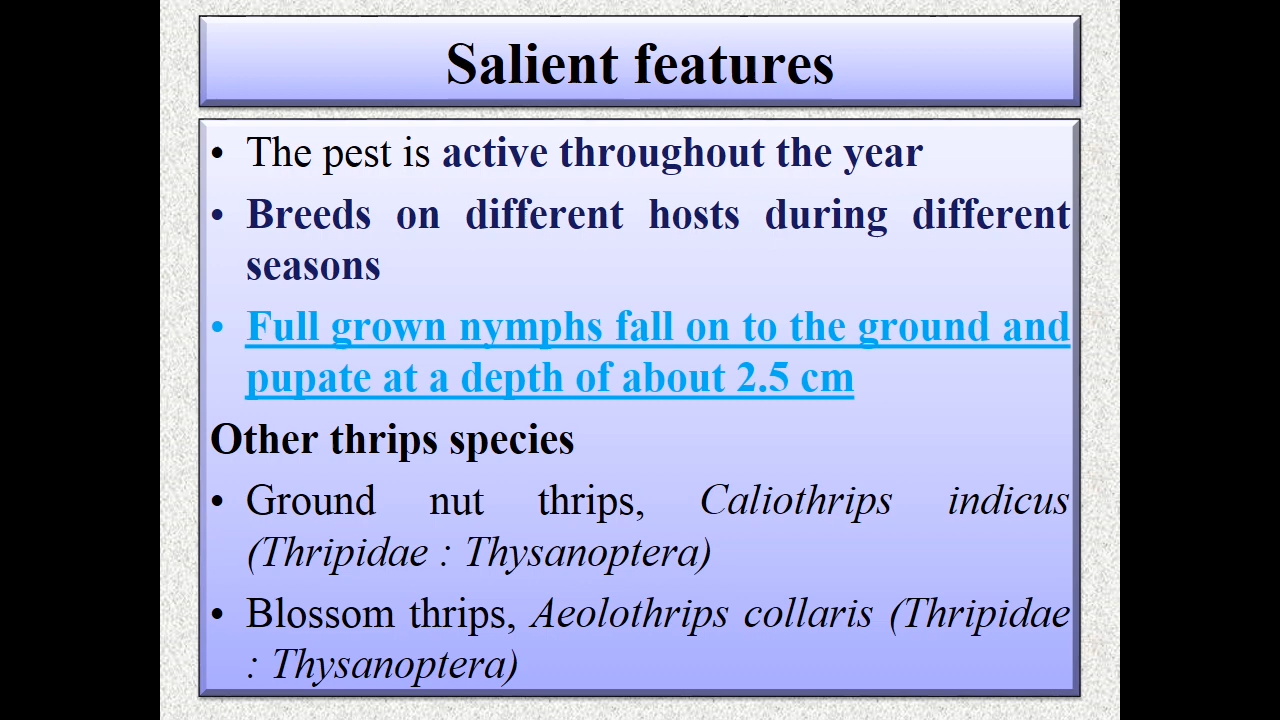 Salient features
• The pest is active throughout the year
• Breeds on different hosts during different
seasons
• Full grown nymphs fall on to the ground and
pupate at a depth of about 2.5 cm
Other thrips species
• Ground nut thrips, Caliothrips indicus
(Thripidae : Thysanoptera)
• Blossom thrips, Aeolothrips collaris (Thripidae
: Thysanoptera)